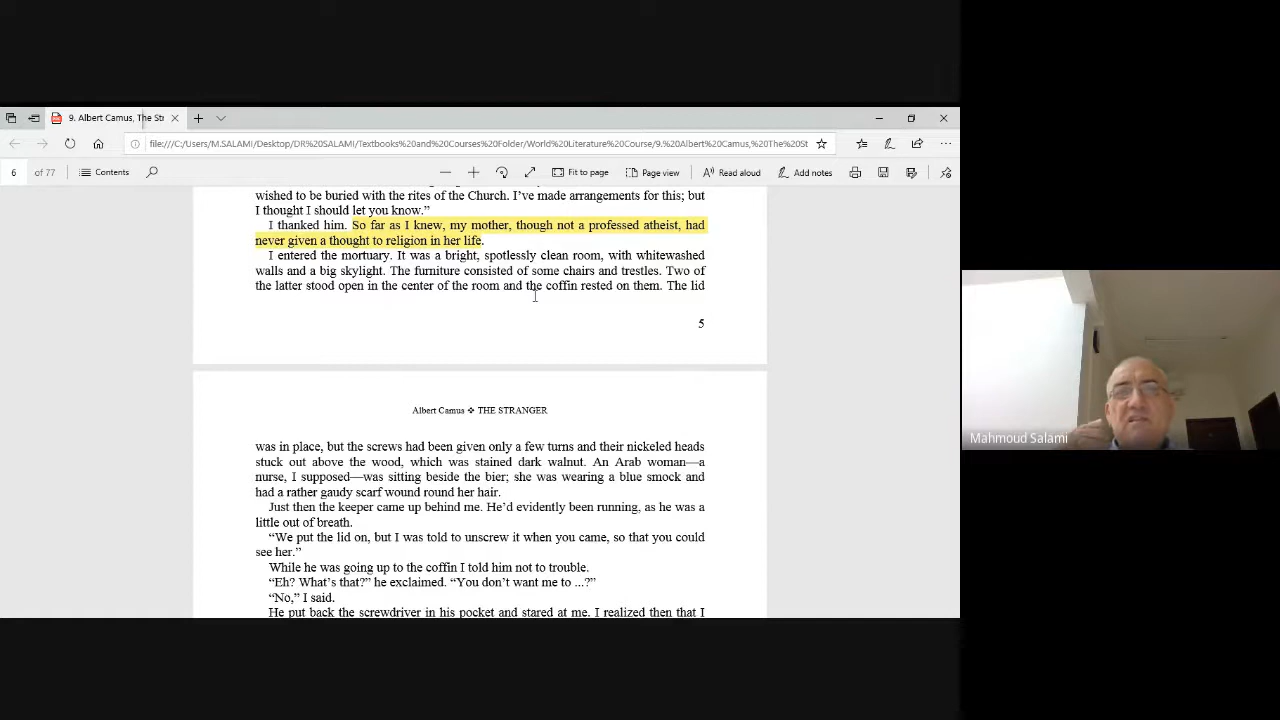 9. Albert Camus, The Str
file:///C:/Users/M.SALAMI/Desktop/DR%20SALAMI/Textbooks%20and%20Courses%20Folder/World%20Literature%20Course/9.%20Albert%20Camus,%20The%20St
6 of 77 Contents Fit to page Page view Read aloud Add notes
wished to be buried with the rites of the Church. I've made arrangements for this; but
I thought I should let you know.”
I thanked him. So far as I knew, my mother, though not a professed atheist, had
never given a thought to religion in her life.
I entered the mortuary. It was a bright, spotlessly clean room, with whitewashed
walls and a big skylight. The furniture consisted of some chairs and trestles. Two of
the latter stood open in the center of the room and the coffin rested on them. The lid
5
Albert Camus ❖ THE STRANGER
was in place, but the screws had been given only a few turns and their nickeled heads
stuck out above the wood, which was stained dark walnut. An Arab woman—a
nurse, I supposed—was sitting beside the bier; she was wearing a blue smock and
had a rather gaudy scarf wound round her hair.
Just then the keeper came up behind me. He'd evidently been running, as he was a
little out of breath.
“We put the lid on, but I was told to unscrew it when you came, so that you could
see her.”
While he was going up to the coffin I told him not to trouble.
“Eh? What's that?” he exclaimed. “You don't want me to ...?”
“No,” I said.
He put back the screwdriver in his pocket and stared at me. I realized then that I
Mahmoud Salami